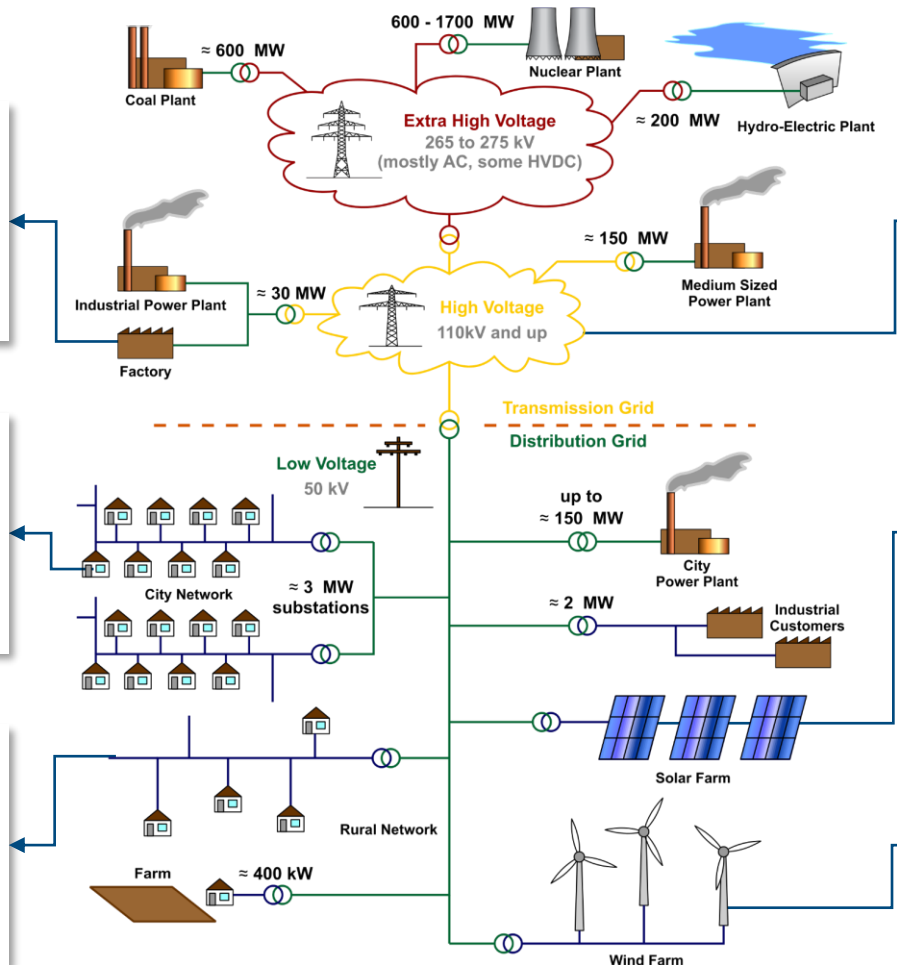 ≈ 600 MW
Coal Plant
600 - 1700 MW
Nuclear Plant
≈ 200 MW
Hydro-Electric Plant
Extra High Voltage
265 to 275 kV
(mostly AC, some HVDC)
≈ 150 MW
Medium Sized
Power Plant
Industrial Power Plant
≈ 30 MW
Factory
High Voltage
110kV and up
Transmission Grid
Distribution Grid
Low Voltage
50 kV
up to
≈ 150 MW
City
Power Plant
City Network
≈ 3 MW
substations
≈ 2 MW
Industrial
Customers
Solar Farm
Rural Network
Farm
≈ 400 kW
Wind Farm